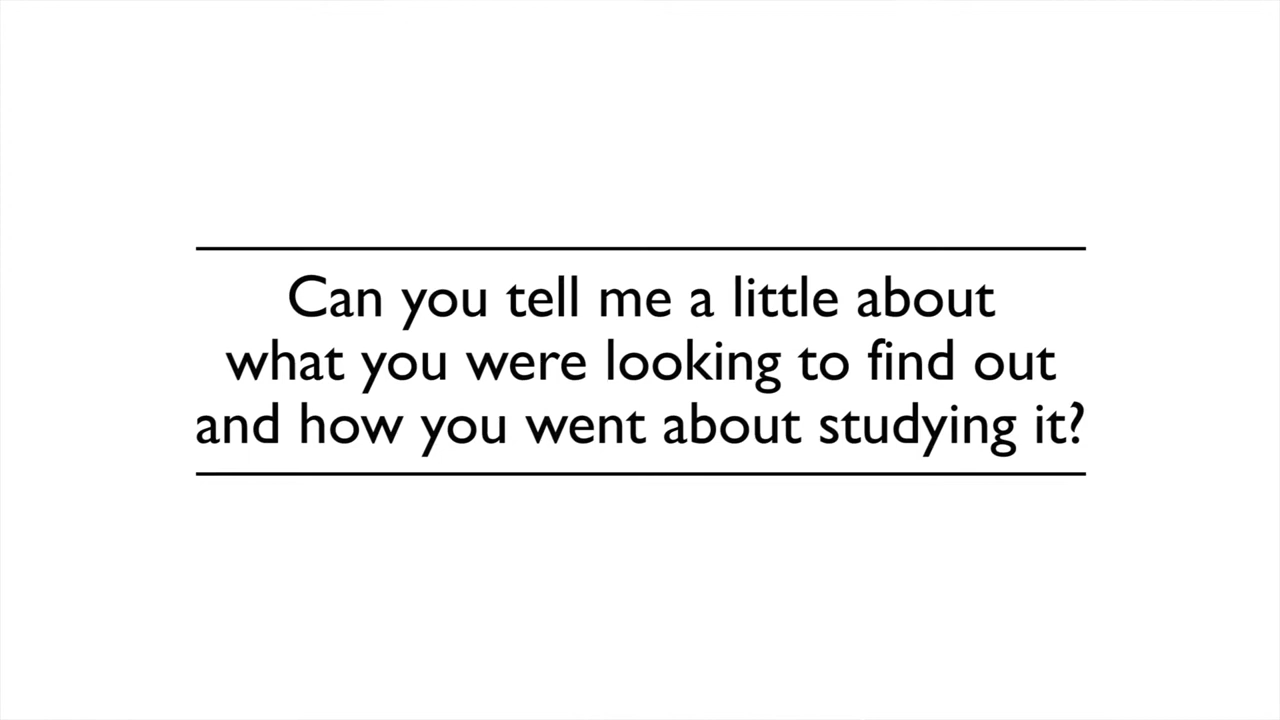 Can you tell me a little about
what you were looking to find out
and how you went about studying it?